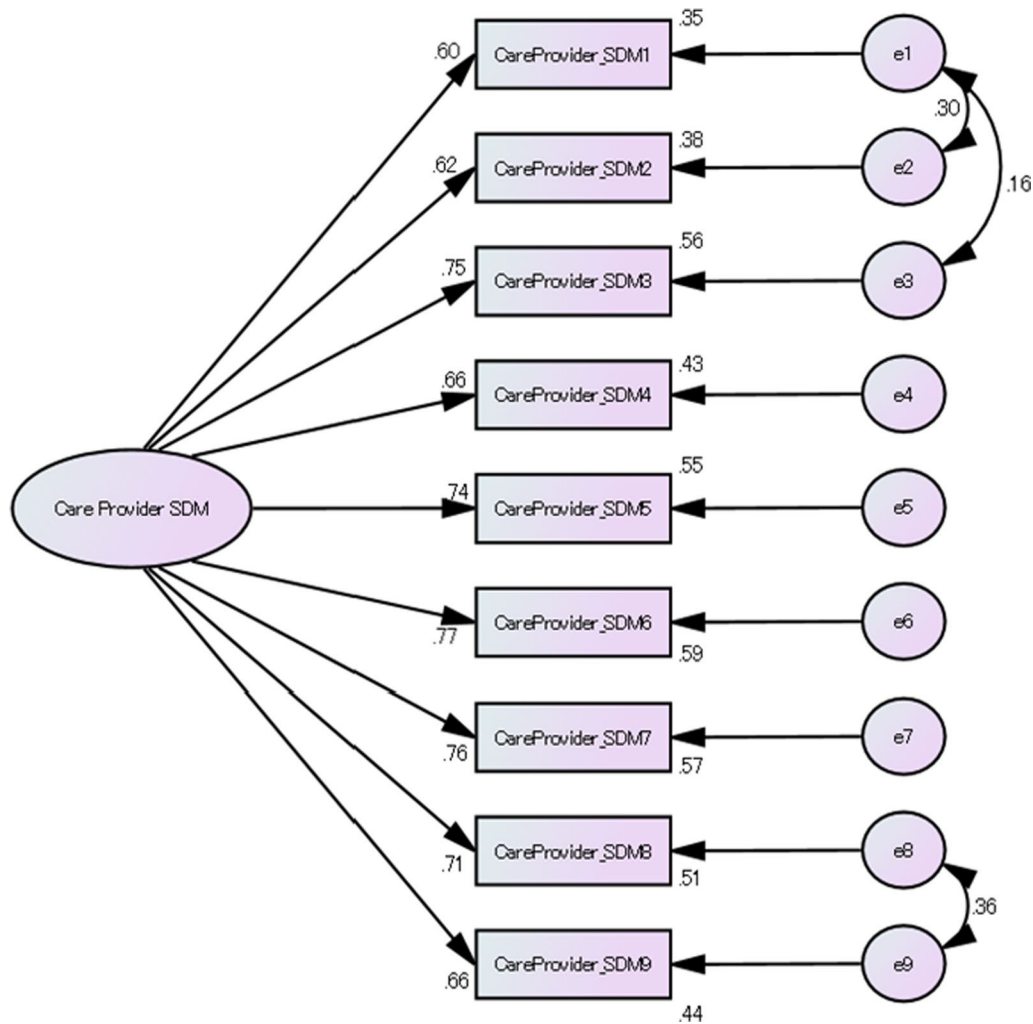 .35
.60
CareProvider_SDM1
e1
.30
.38
.62
CareProvider_SDM2
e2
.16
.56
.75
CareProvider_SDM3
e3
.43
.66
CareProvider_SDM4
e4
.55
.74
CareProvider_SDM5
e5
Care Provider SDM
CareProvider_SDM6
e6
.77
.59
CareProvider_SDM7
e7
.76
.57
CareProvider_SDM8
e8
.71
.51
.36
CareProvider_SDM9
e9
.66
.44